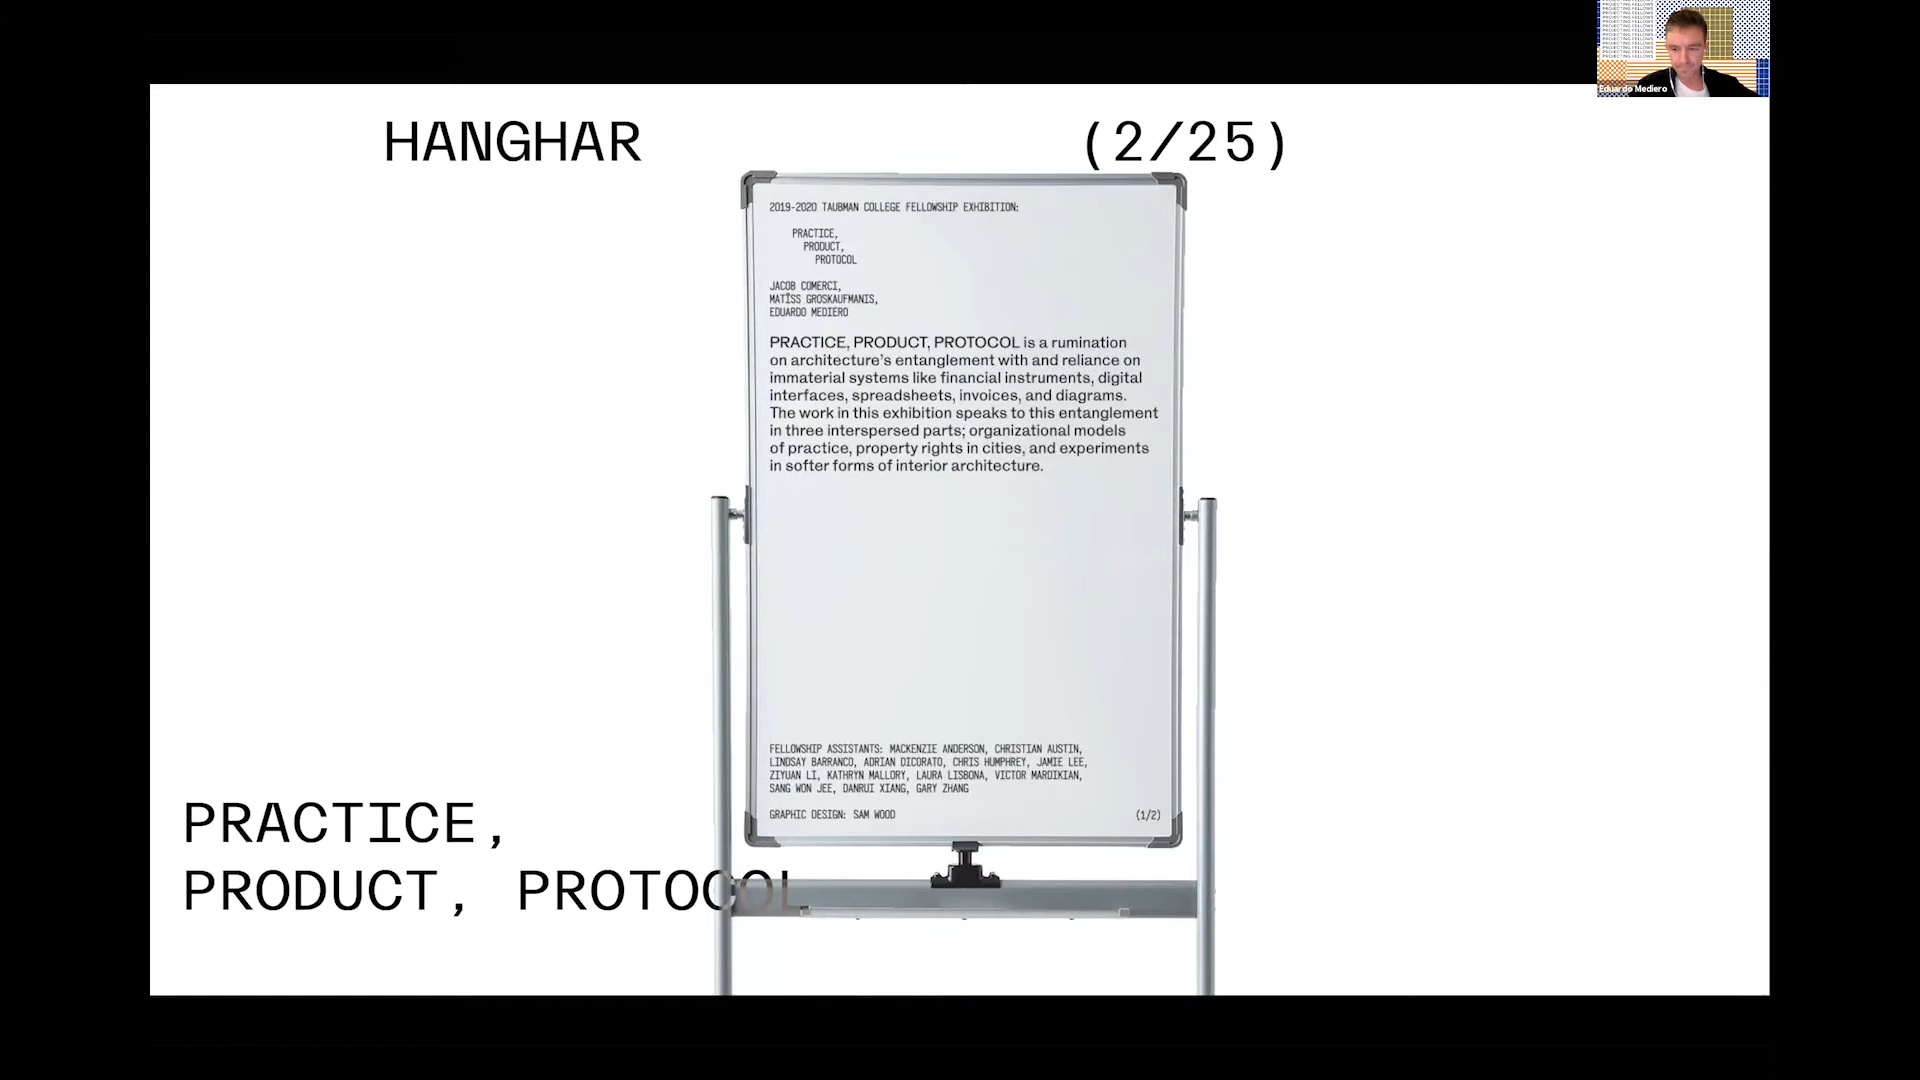 PROJECTING FELLOWS
Eduardo Mediero
HANGHAR (2/25)
2019-2020 TAUBMAN COLLEGE FELLOWSHIP EXHIBITION:
PRACTICE,
PRODUCT,
PROTOCOL
JACOB COMERCI,
MATĪSS GROSKAUFMANIS,
EDUARDO MEDIERO
PRACTICE, PRODUCT, PROTOCOL is a rumination
on architecture's entanglement with and reliance on
immaterial systems like financial instruments, digital
interfaces, spreadsheets, invoices, and diagrams.
The work in this exhibition speaks to this entanglement
in three interspersed parts; organizational models
of practice, property rights in cities, and experiments
in softer forms of interior architecture.
FELLOWSHIP ASSISTANTS: MACKENZIE ANDERSON, CHRISTIAN AUSTIN,
LINDSAY BARRANCO, ADRIAN DICORATO, CHRIS HUMPHREY, JAMIE LEE,
ZIYUAN LI, KATHRYN MALLORY, LAURA LISBONA, VICTOR MARDIKIAN,
SANG WON JEE, DANRUI XIANG, GARY ZHANG
GRAPHIC DESIGN: SAM WOOD (1/2)
PRACTICE,
PRODUCT, PROTOCOL